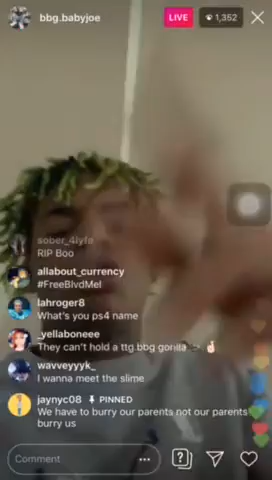 bbg.babyjoe
LIVE
1,352
sober_4lyfe
RIP Boo
allabout_currency
#FreeBlvdMel
lahroger8
What's you ps4 name
_yellaboneee
They can't hold a ttg bbg gorilla
wavveyyyk_
I wanna meet the slime
jaynyc08 PINNED
We have to burry our parents not our parents
burry us
Comment